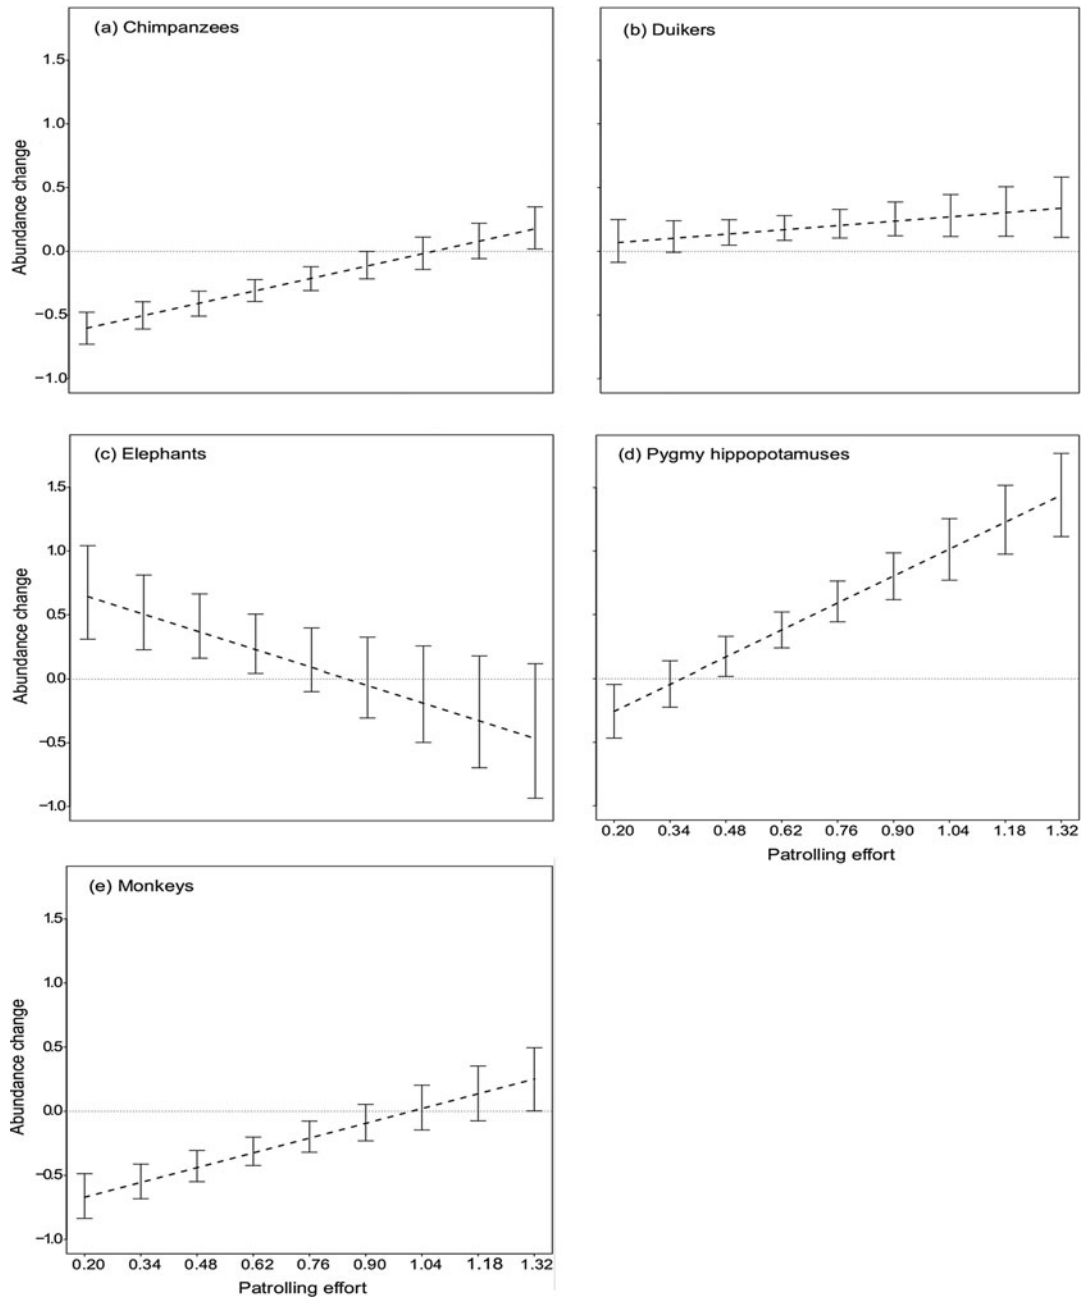 (a) Chimpanzees
1.5
1.0
0.5
0.0
−0.5
−1.0
Abundance change
(b) Duikers
(c) Elephants
1.5
1.0
0.5
0.0
−0.5
−1.0
Abundance change
(d) Pygmy hippopotamuses
0.20 0.34 0.48 0.62 0.76 0.90 1.04 1.18 1.32
Patrolling effort
(e) Monkeys
1.5
1.0
0.5
0.0
−0.5
−1.0
Abundance change
0.20 0.34 0.48 0.62 0.76 0.90 1.04 1.18 1.32
Patrolling effort